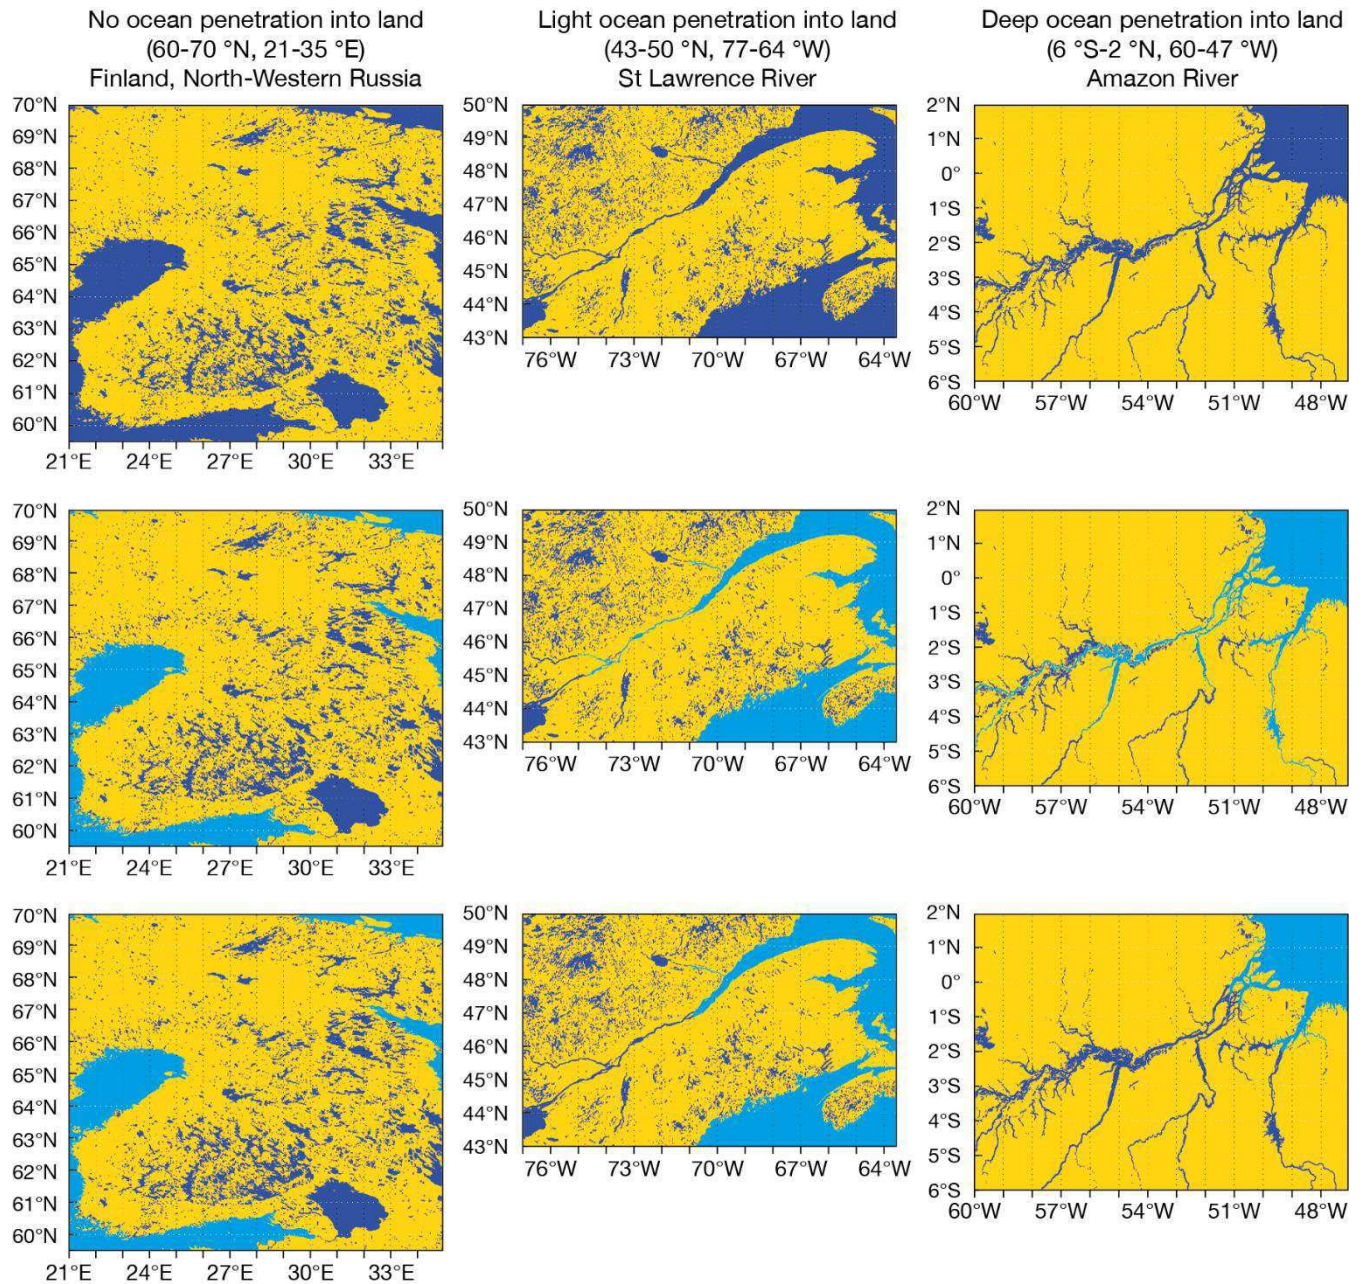 No ocean penetration into land
(60-70 °N, 21-35 °E)
Finland, North-Western Russia
Light ocean penetration into land
(43-50 °N, 77-64 °W)
St Lawrence River
Deep ocean penetration into land
(6 °S-2 °N, 60-47 °W)
Amazon River
70°N
69°N
68°N
67°N
66°N
65°N
64°N
63°N
62°N
61°N
60°N
21°E 24°E 27°E 30°E 33°E
50°N
49°N
48°N
47°N
46°N
45°N
44°N
43°N
76°W 73°W 70°W 67°W 64°W
2°N
1°N
0°
1°S
2°S
3°S
4°S
5°S
6°S
60°W 57°W 54°W 51°W 48°W
70°N
69°N
68°N
67°N
66°N
65°N
64°N
63°N
62°N
61°N
60°N
21°E 24°E 27°E 30°E 33°E
50°N
49°N
48°N
47°N
46°N
45°N
44°N
43°N
76°W 73°W 70°W 67°W 64°W
2°N
1°N
0°
1°S
2°S
3°S
4°S
5°S
6°S
60°W 57°W 54°W 51°W 48°W
70°N
69°N
68°N
67°N
66°N
65°N
64°N
63°N
62°N
61°N
60°N
21°E 24°E 27°E 30°E 33°E
50°N
49°N
48°N
47°N
46°N
45°N
44°N
43°N
76°W 73°W 70°W 67°W 64°W
2°N
1°N
0°
1°S
2°S
3°S
4°S
5°S
6°S
60°W 57°W 54°W 51°W 48°W